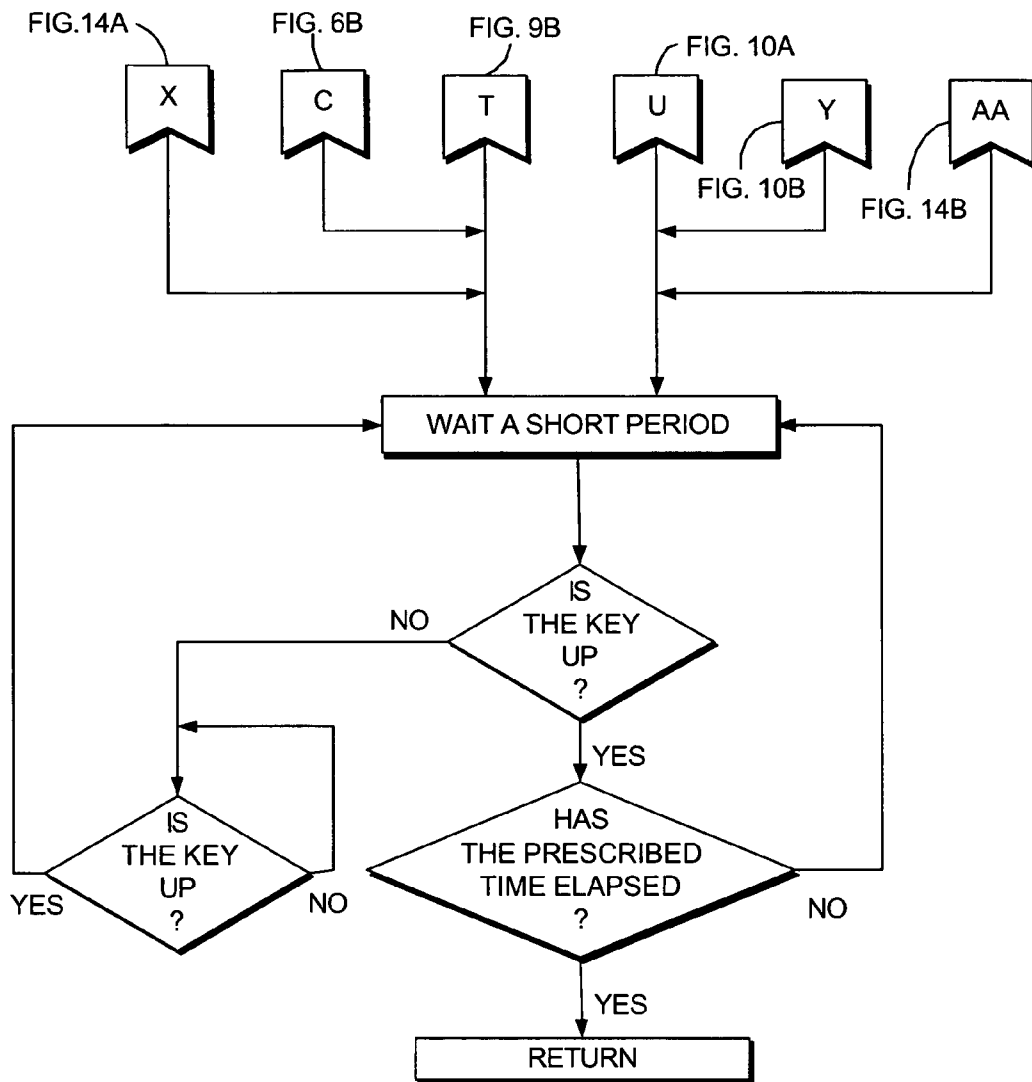 FIG.14A
FIG. 6B
FIG. 9B
FIG. 10A
X
C
T
U
Y
AA
FIG. 10B
FIG. 14B
WAIT A SHORT PERIOD
IS
THE KEY
UP
?
NO
YES
IS
THE KEY
UP
?
YES
NO
HAS
THE PRESCRIBED
TIME ELAPSED
?
NO
YES
RETURN